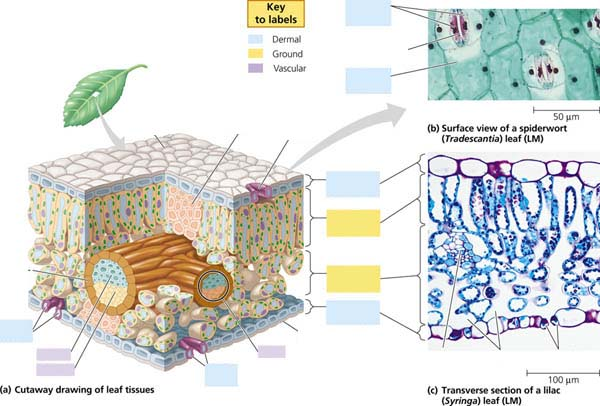 Key
to labels
Dermal
Ground
Vascular
50 µm
(b) Surface view of a spiderwort
(Tradescantia) leaf (LM)
(a) Cutaway drawing of leaf tissues
100 µm
(c) Transverse section of a lilac
(Syringa) leaf (LM)